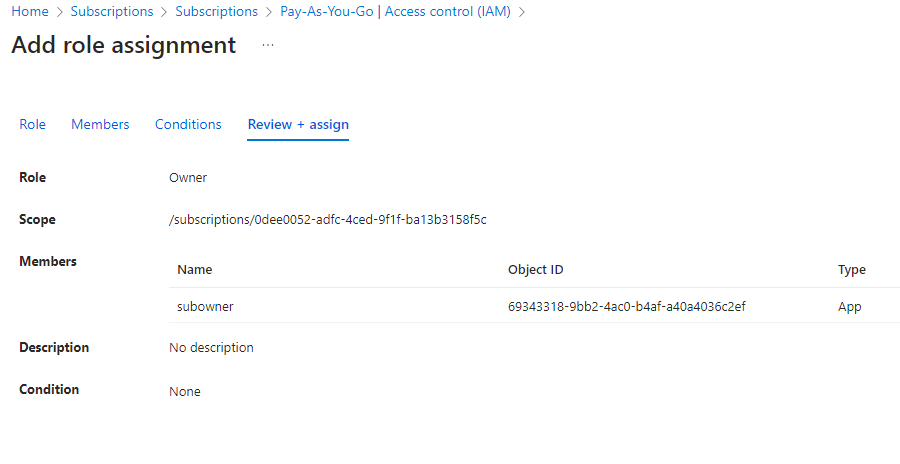 Home > Subscriptions > Subscriptions > Pay-As-You-Go | Access control (IAM) >
Add role assignment ...
Role Members Conditions Review + assign
Role Owner
Scope /subscriptions/0dee0052-adfc-4ced-9f1f-ba13b3158f5c
Members
Name Object ID Type
subowner 69343318-9bb2-4ac0-b4af-a40a4036c2ef App
Description No description
Condition None